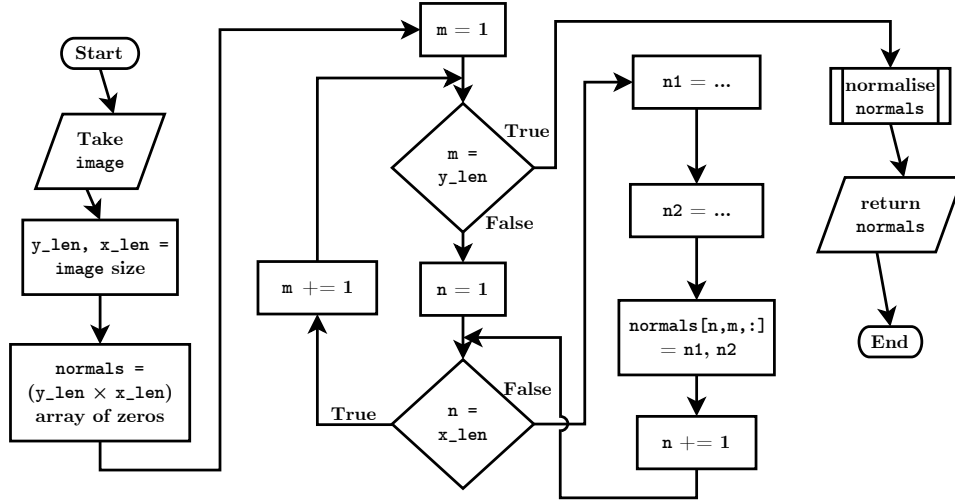 Start
Take
image
y_len, x_len =
image size
normals =
(y_len × x_len)
array of zeros
m = 1
m =
y_len
True
False
n = 1
n =
x_len
True
False
m += 1
n1 = ...
n2 = ...
normals[n,m,:]
= n1, n2
n += 1
normalise
normals
return
normals
End